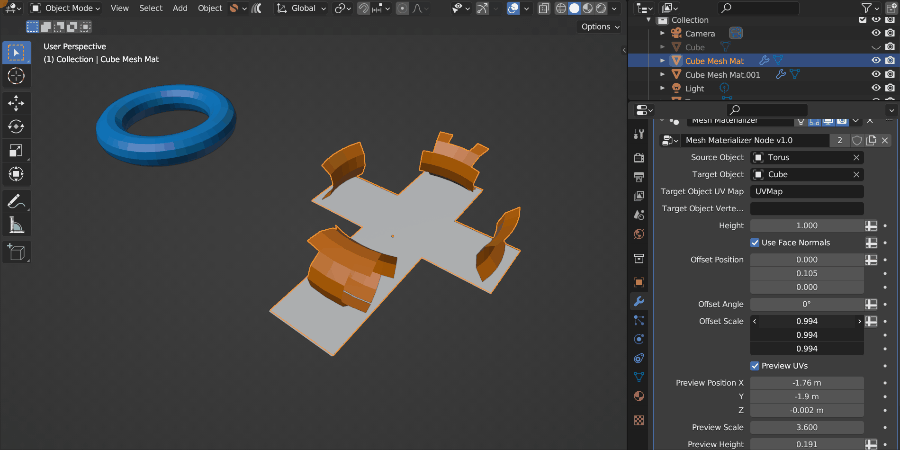 Object Mode View Select Add Object Global
Options
User Perspective
(1) Collection | Cube Mesh Mat
Collection
Camera
Cube
Cube Mesh Mat
Cube Mesh Mat.001
Light
Mesh Materializer
Mesh Materializer Node v1.0 2
Source Object Torus
Target Object Cube
Target Object UV Map UVMap
Target Object Verte...
Height 1.000
Use Face Normals
Offset Position 0.000
0.105
0.000
Offset Angle 0°
Offset Scale 0.994
0.994
0.994
Preview UVs
Preview Position X -1.76 m
Y -1.9 m
Z -0.002 m
Preview Scale 3.600
Preview Height 0.191